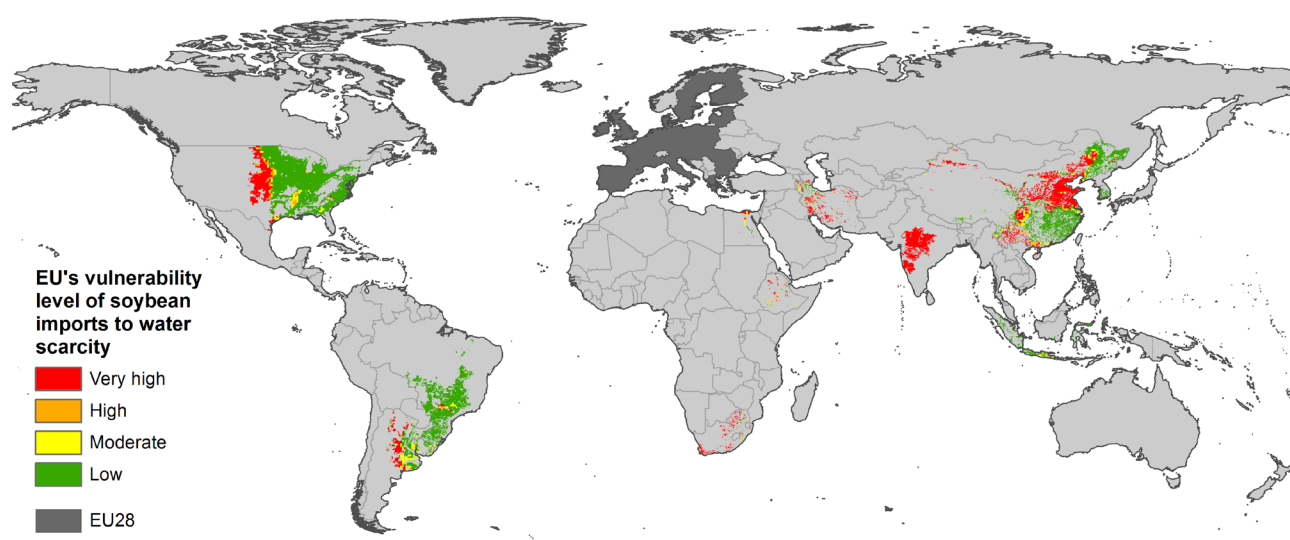 EU's vulnerability
level of soybean
imports to water
scarcity
Very high
High
Moderate
Low
EU28